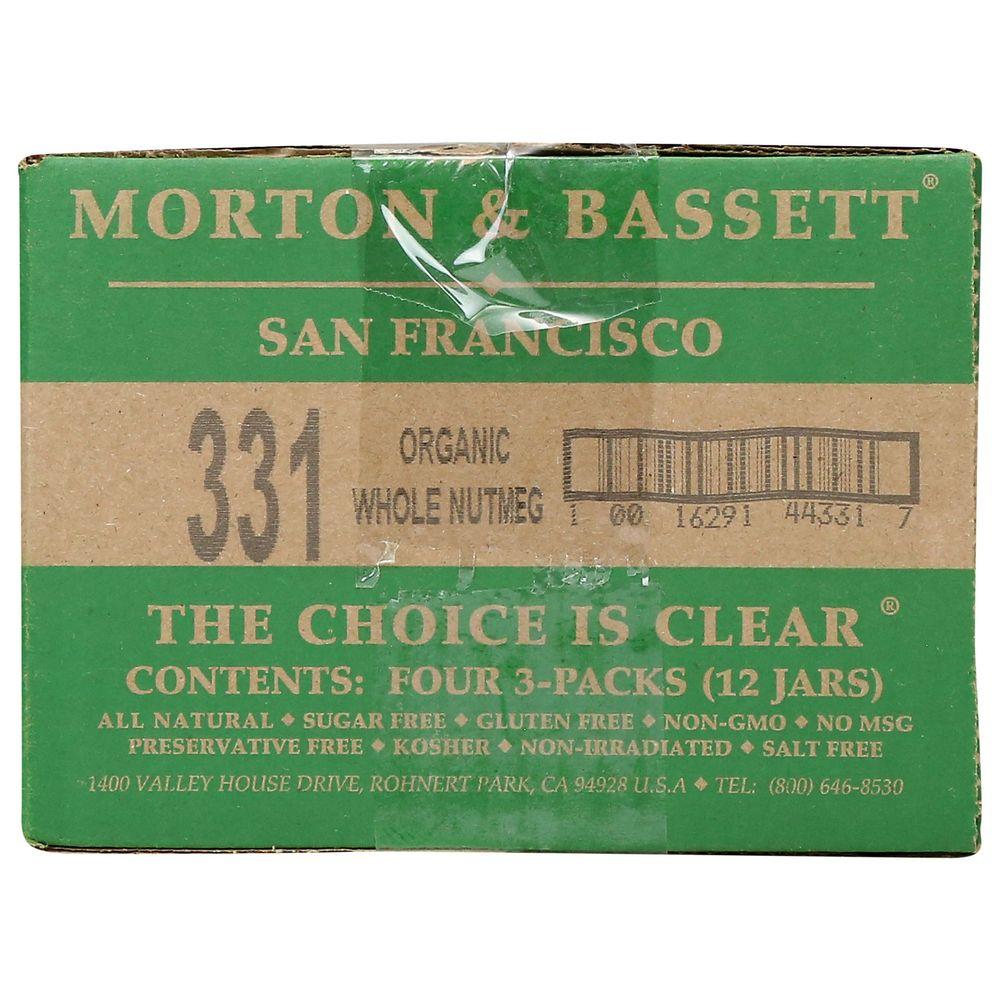 MORTON & BASSETT®
SAN FRANCISCO
331
ORGANIC
WHOLE NUTMEG
1 00 16291 44331 7
THE CHOICE IS CLEAR®
CONTENTS: FOUR 3-PACKS (12 JARS)
ALL NATURAL ◆ SUGAR FREE ◆ GLUTEN FREE ◆ NON-GMO ◆ NO MSG
PRESERVATIVE FREE ◆ KOSHER ◆ NON-IRRADIATED ◆ SALT FREE
1400 VALLEY HOUSE DRIVE, ROHNERT PARK, CA 94928 U.S.A ◆ TEL: (800) 646-8530